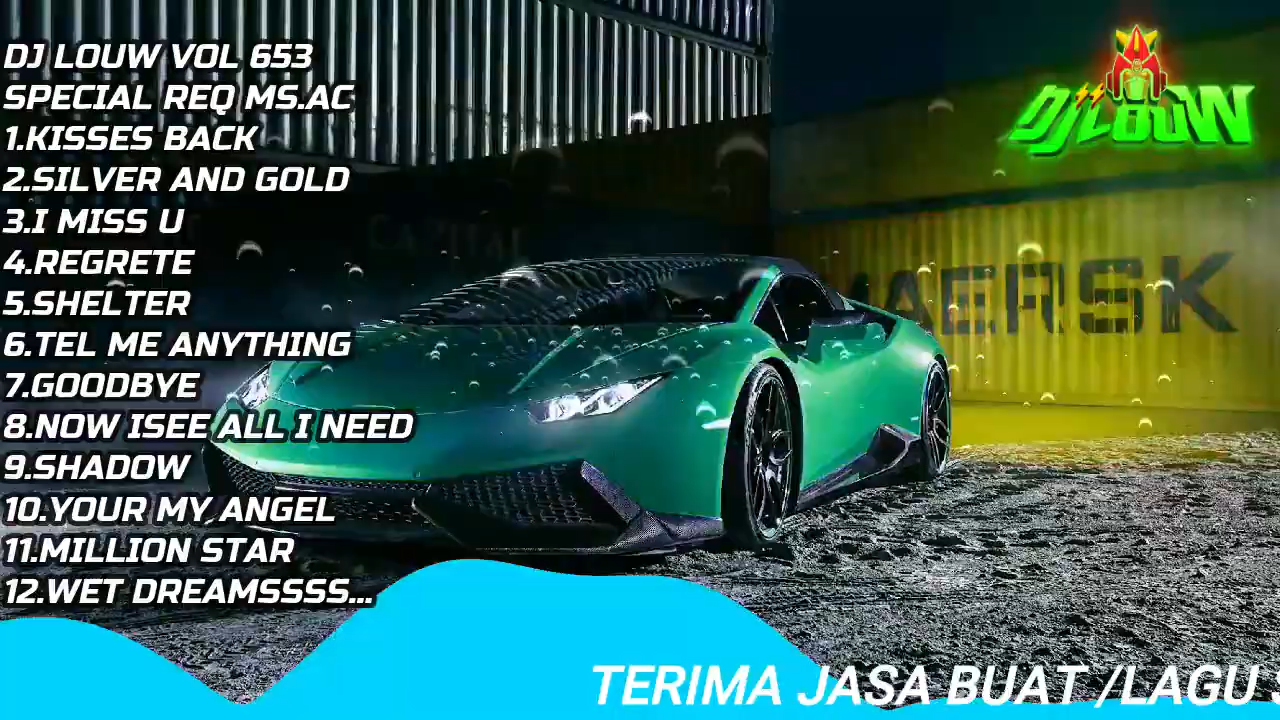 DJ LOUW VOL 653
SPECIAL REQ MS.AC
1.KISSES BACK
2.SILVER AND GOLD
3.I MISS U
4.REGRETE
5.SHELTER
6.TEL ME ANYTHING
7.GOODBYE
8.NOW ISEE ALL I NEED
9.SHADOW
10.YOUR MY ANGEL
11.MILLION STAR
12.WET DREAMSSSS...
DJ LOUW
MAERSK
TERIMA JASA BUAT /LAGU